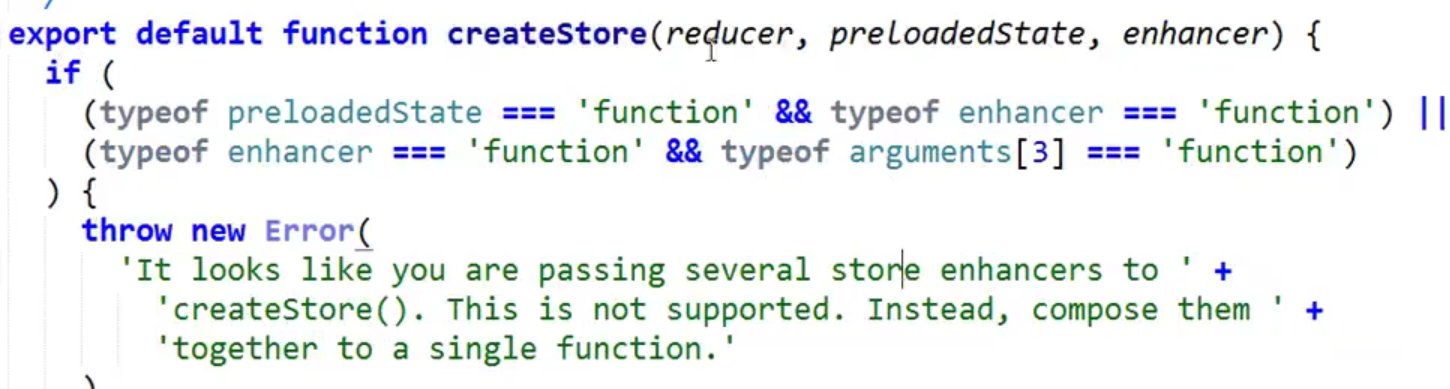 export default function createStore(reducer, preloadedState, enhancer) {
if (
(typeof preloadedState === 'function' && typeof enhancer === 'function') ||
(typeof enhancer === 'function' && typeof arguments[3] === 'function')
) {
throw new Error(
'It looks like you are passing several store enhancers to ' +
'createStore(). This is not supported. Instead, compose them ' +
'together to a single function.'
)